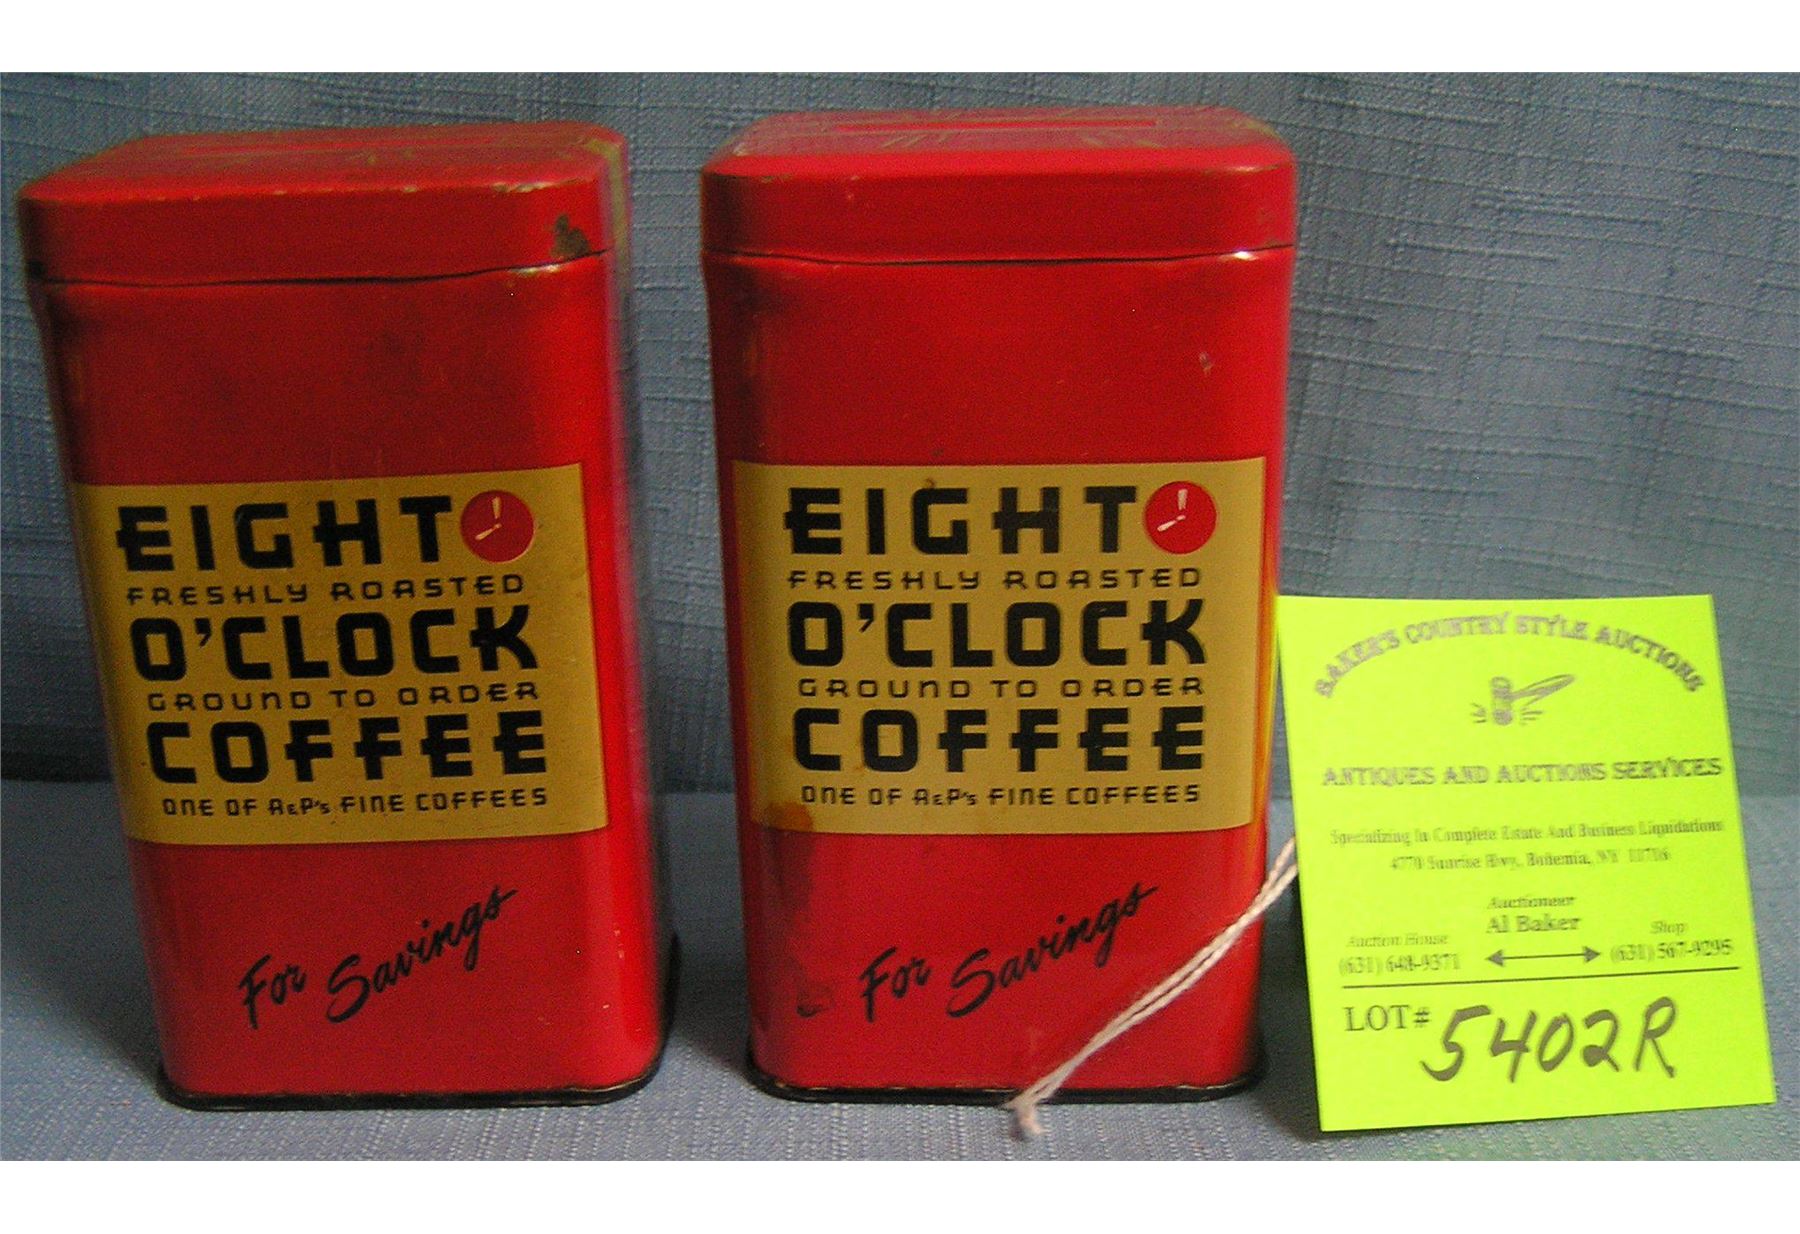 EIGHT
FRESHLY ROASTED
O'CLOCK
GROUND TO ORDER
COFFEE
ONE OF A&P's FINE COFFEES
For Savings
EIGHT
FRESHLY ROASTED
O'CLOCK
GROUND TO ORDER
COFFEE
ONE OF A&P's FINE COFFEES
For Savings
BAKER'S COUNTRY STYLE AUCTIONS
ANTIQUES AND AUCTIONS SERVICES
Specializing In Complete Estate And Business Liquidations
4770 Sunrise Hwy, Bohemia, NY 11716
Auctioneer
Al Baker
Auction House Shop
(631) 648-9371 (631) 567-9295
LOT# 5402R